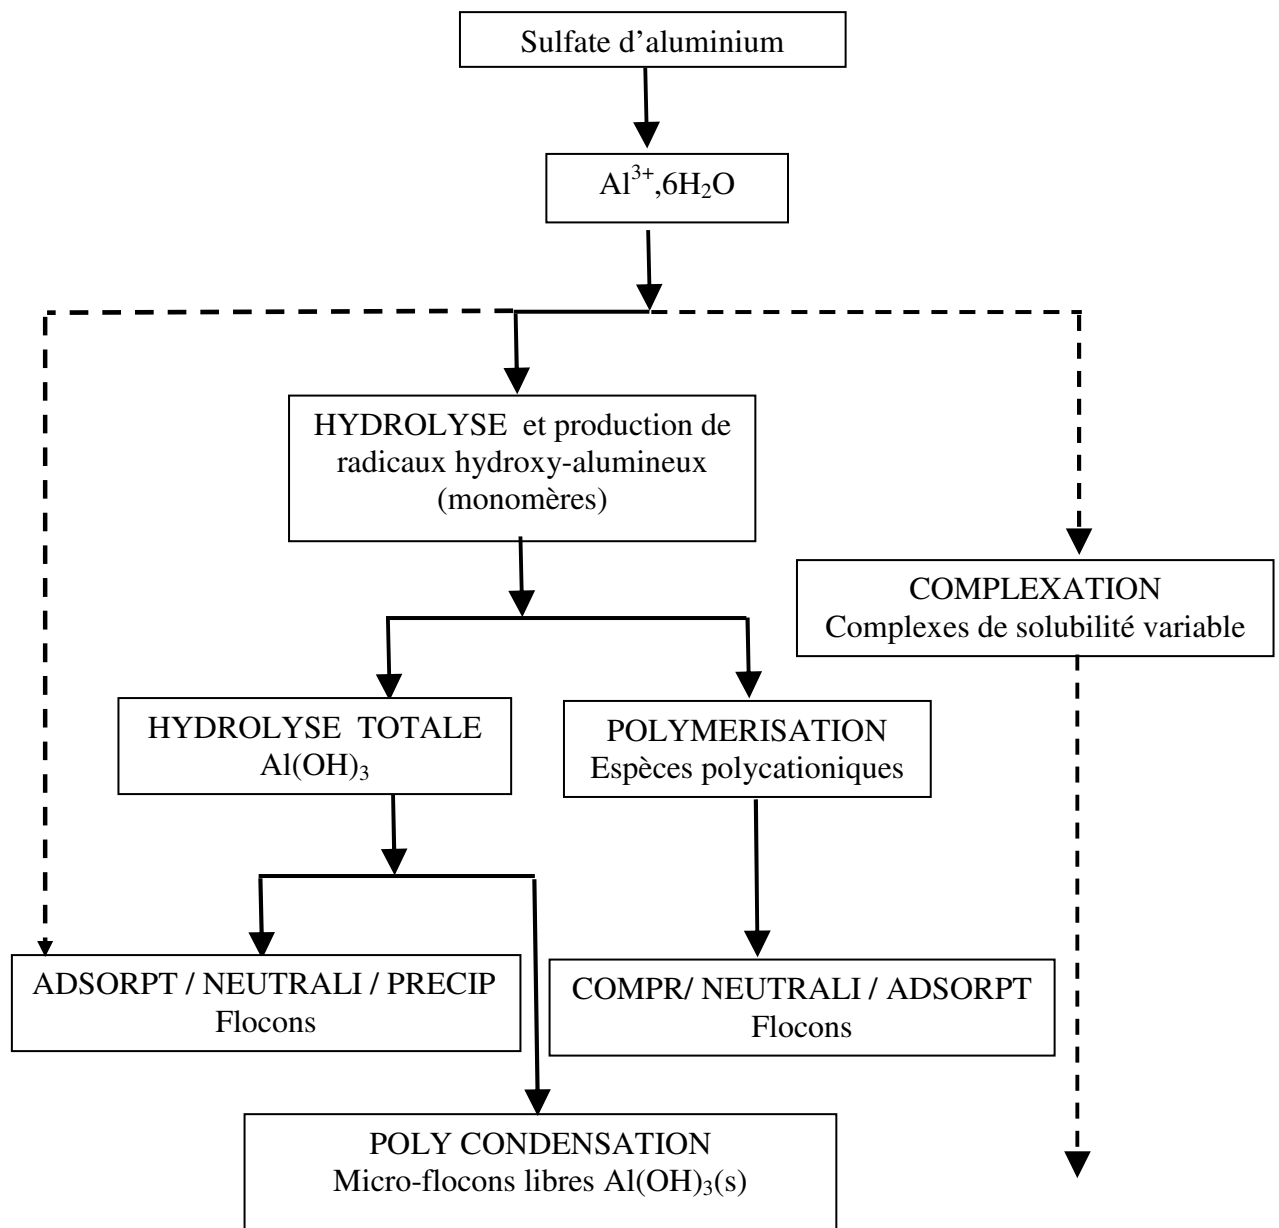 Sulfate d’aluminium
Al³⁺,6H₂O
HYDROLYSE et production de
radicaux hydroxy-alumineux
(monomères)
COMPLEXATION
Complexes de solubilité variable
HYDROLYSE TOTALE
Al(OH)₃
POLYMERISATION
Espèces polycationiques
ADSORPT / NEUTRALI / PRECIP
Flocons
COMPR/ NEUTRALI / ADSORPT
Flocons
POLY CONDENSATION
Micro-flocons libres Al(OH)₃(s)